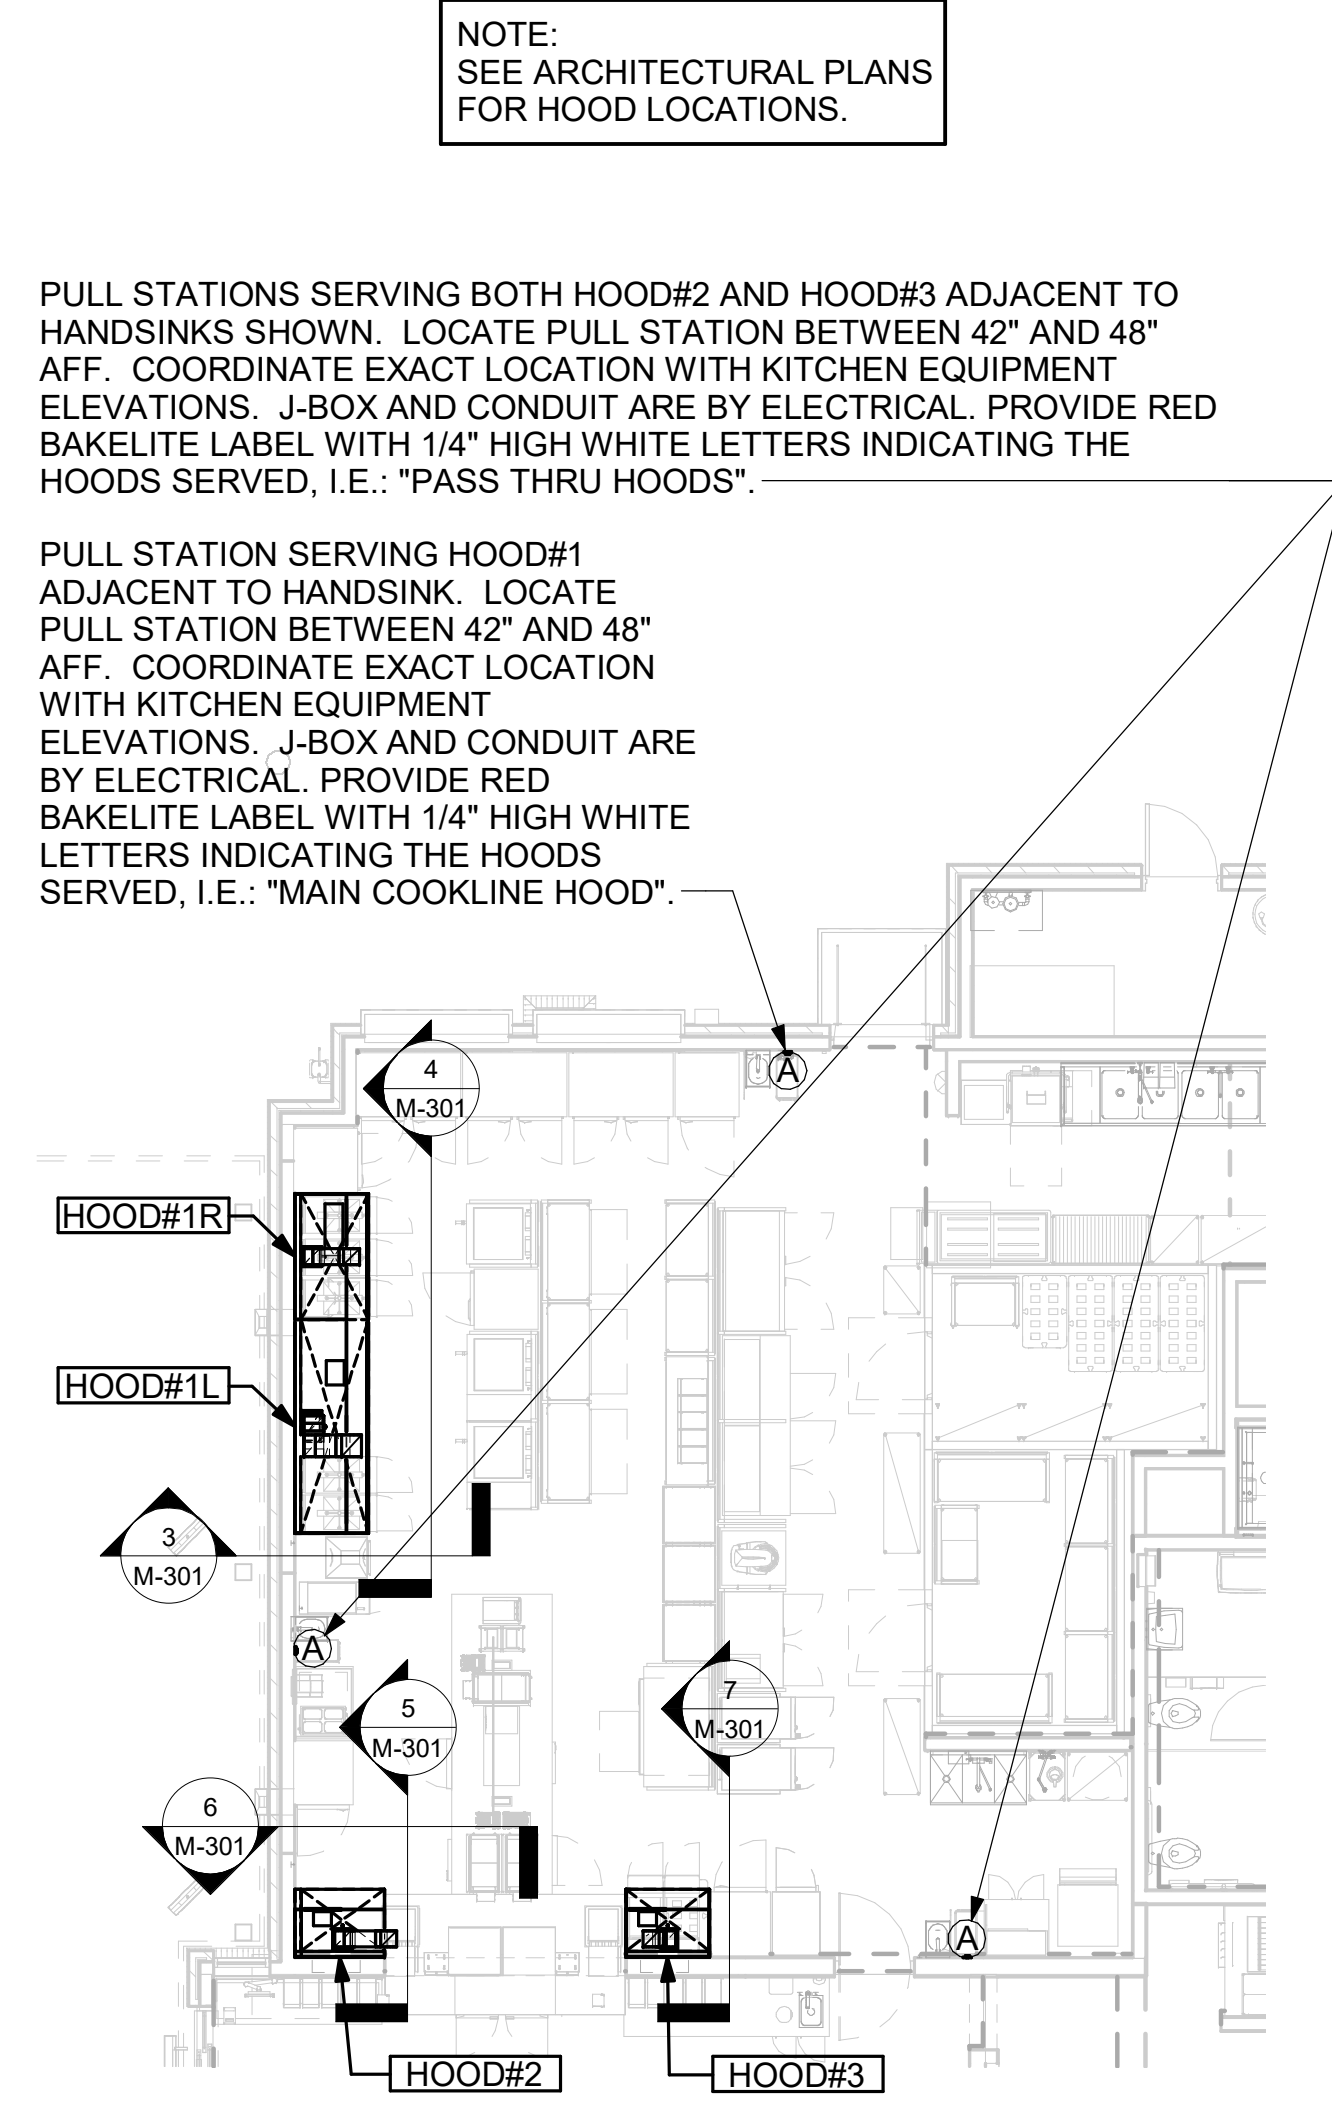 NOTE:
SEE ARCHITECTURAL PLANS
FOR HOOD LOCATIONS.
PULL STATIONS SERVING BOTH HOOD#2 AND HOOD#3 ADJACENT TO
HANDSINKS SHOWN. LOCATE PULL STATION BETWEEN 42" AND 48"
AFF. COORDINATE EXACT LOCATION WITH KITCHEN EQUIPMENT
ELEVATIONS. J-BOX AND CONDUIT ARE BY ELECTRICAL. PROVIDE RED
BAKELITE LABEL WITH 1/4" HIGH WHITE LETTERS INDICATING THE
HOODS SERVED, I.E.: "PASS THRU HOODS".
PULL STATION SERVING HOOD#1
ADJACENT TO HANDSINK. LOCATE
PULL STATION BETWEEN 42" AND 48"
AFF. COORDINATE EXACT LOCATION
WITH KITCHEN EQUIPMENT
ELEVATIONS. J-BOX AND CONDUIT ARE
BY ELECTRICAL. PROVIDE RED
BAKELITE LABEL WITH 1/4" HIGH WHITE
LETTERS INDICATING THE HOODS
SERVED, I.E.: "MAIN COOKLINE HOOD".
A
4
M-301
HOOD#1R
HOOD#1L
3
M-301
A
5
M-301
7
M-301
6
M-301
A
HOOD#2
HOOD#3